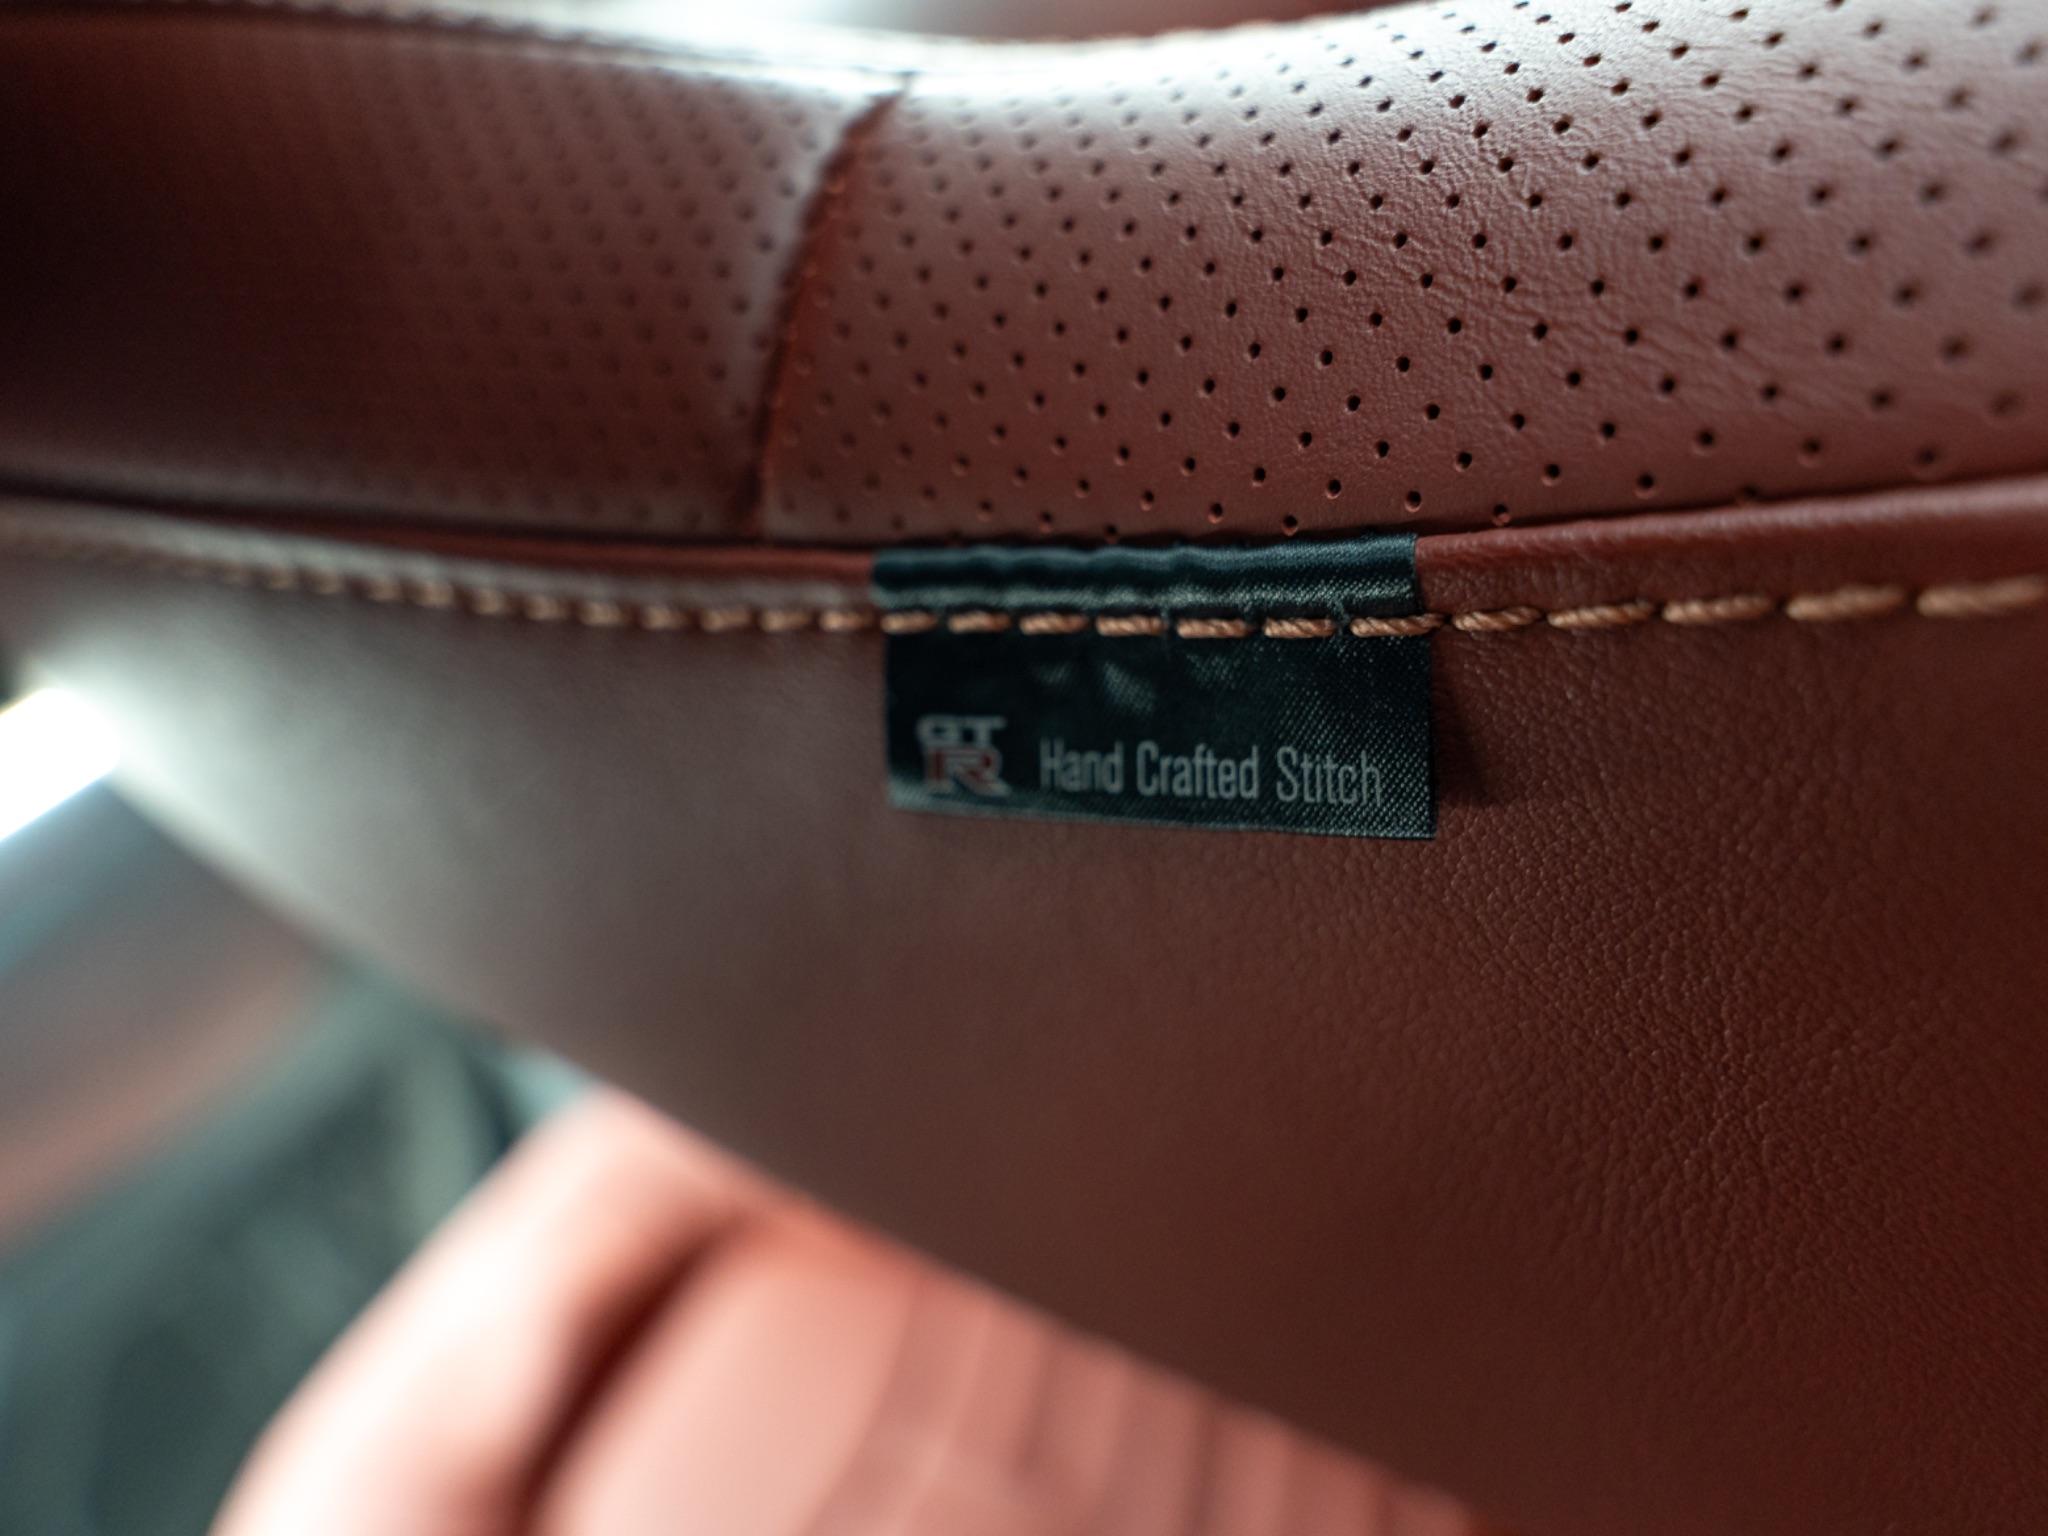 GT
R Hand Crafted Stitch